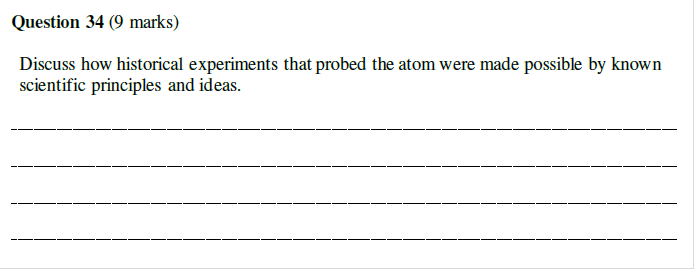 Question 34 (9 marks)
Discuss how historical experiments that probed the atom were made possible by known
scientific principles and ideas.